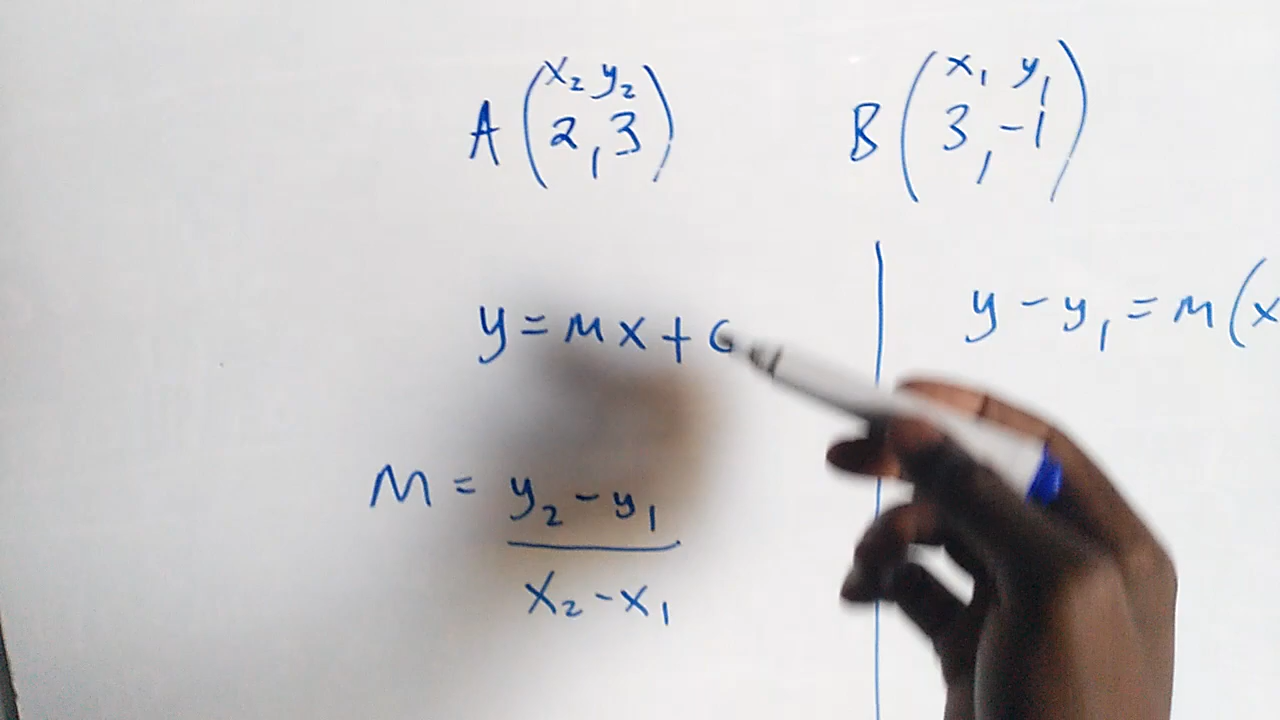 x₂ y₂
A (2, 3)
x₁ y₁
B (3, -1)
y = mx + c
y - y₁ = m(x
M = y₂ - y₁
x₂ - x₁